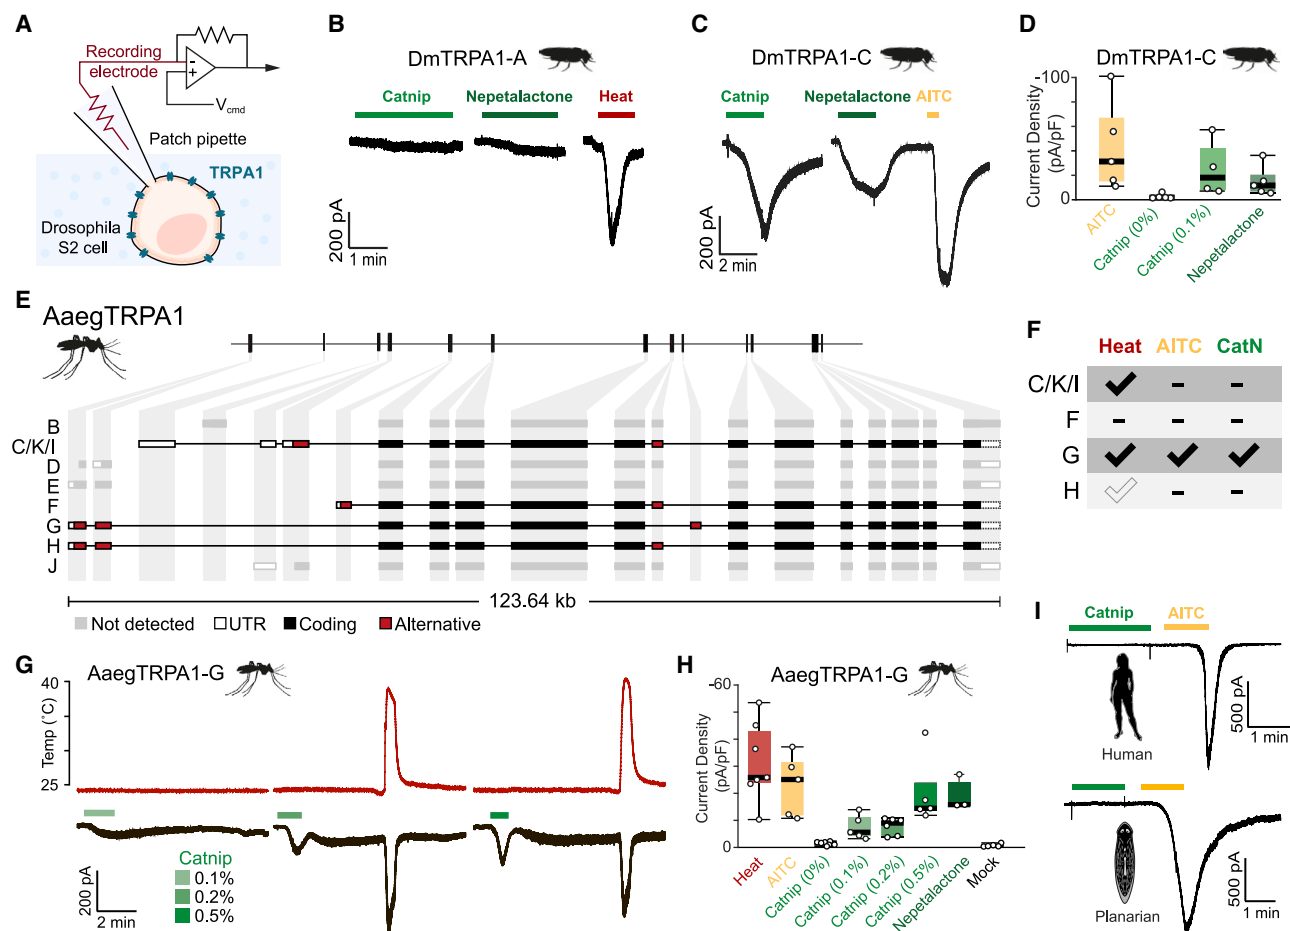 A
Recording
electrode
-
+
Vcmd
Patch pipette
TRPA1
Drosophila
S2 cell
B
DmTRPA1-A
Catnip
Nepetalactone
Heat
200 pA
1 min
C
DmTRPA1-C
Catnip
Nepetalactone
AITC
200 pA
2 min
D
DmTRPA1-C
Current Density
(pA/pF)
-100
0
AITC
Catnip (0%)
Catnip (0.1%)
Nepetalactone
E
AaegTRPA1
B
C/K/I
D
E
F
G
H
J
123.64 kb
Not detected
UTR
Coding
Alternative
F
Heat AITC CatN
C/K/I ✓ - -
F - - -
G ✓ ✓ ✓
H ✓ - -
G
AaegTRPA1-G
Temp (˚C)
40
25
Catnip
0.1%
0.2%
0.5%
200 pA
2 min
H
AaegTRPA1-G
Current Density
(pA/pF)
-60
0
Heat
AITC
Catnip (0%)
Catnip (0.1%)
Catnip (0.2%)
Catnip (0.5%)
Nepetalactone
Mock
I
Catnip
AITC
Human
500 pA
1 min
Planarian
500 pA
1 min